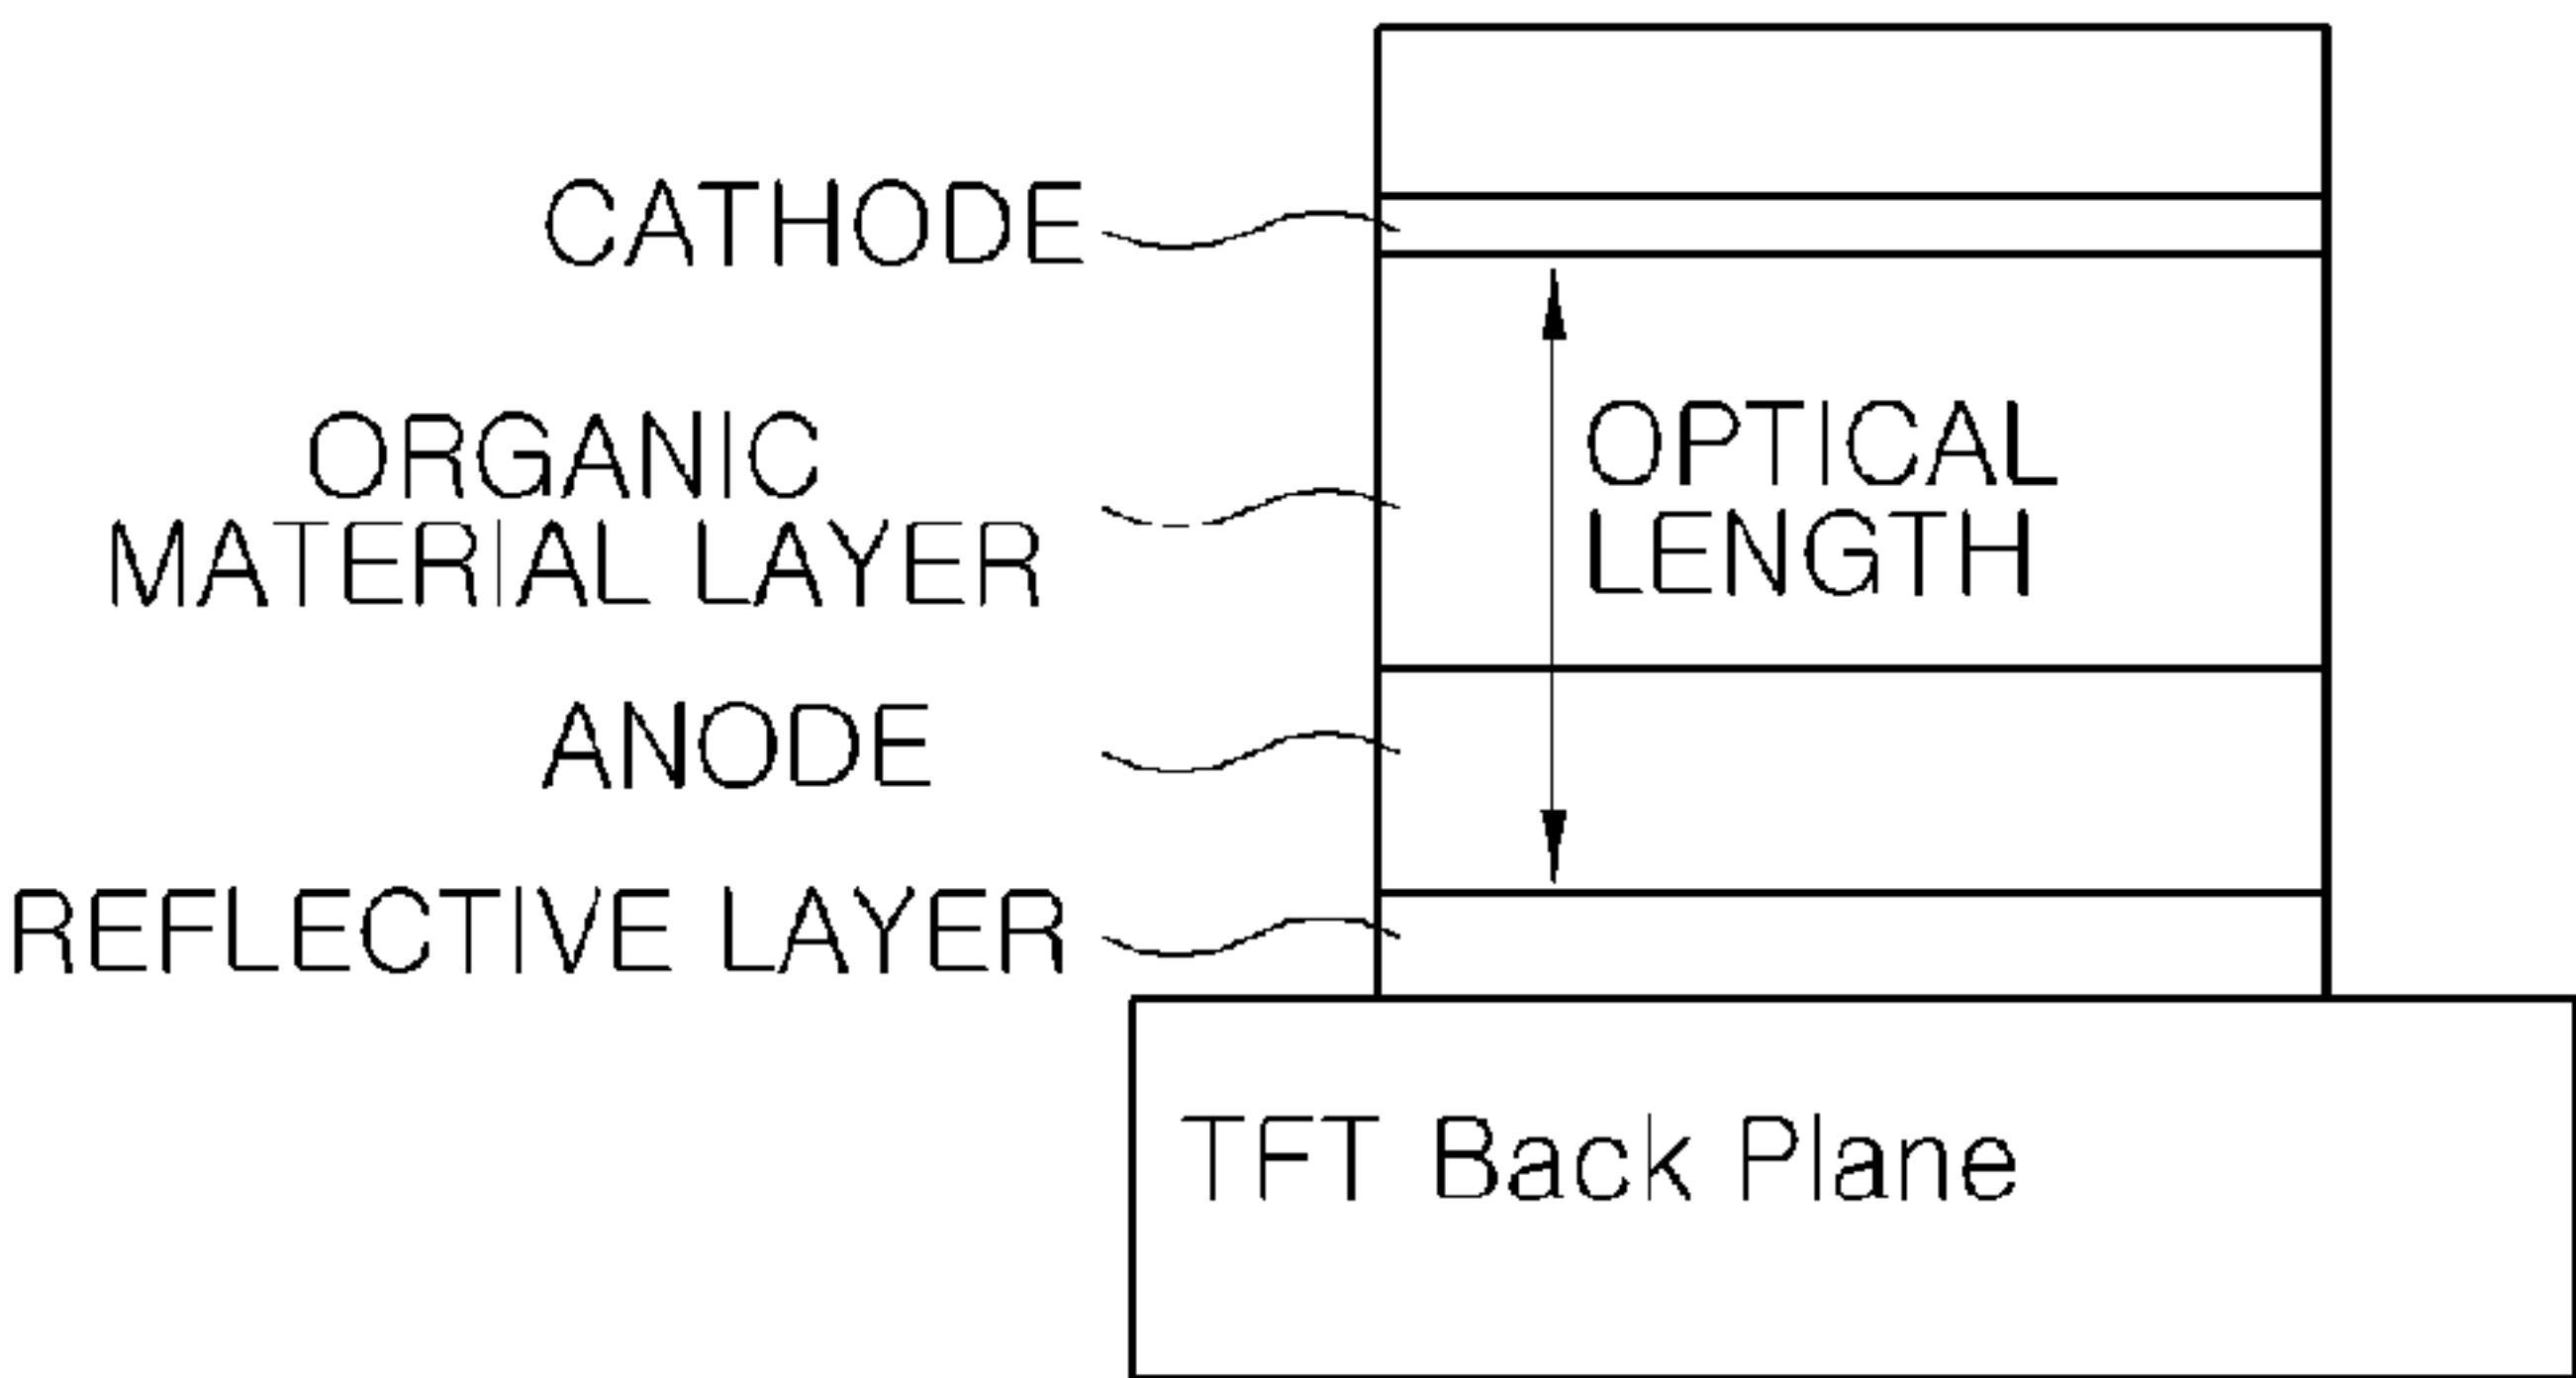 CATHODE
ORGANIC
MATERIAL LAYER
OPTICAL
LENGTH
ANODE
REFLECTIVE LAYER
TFT Back Plane